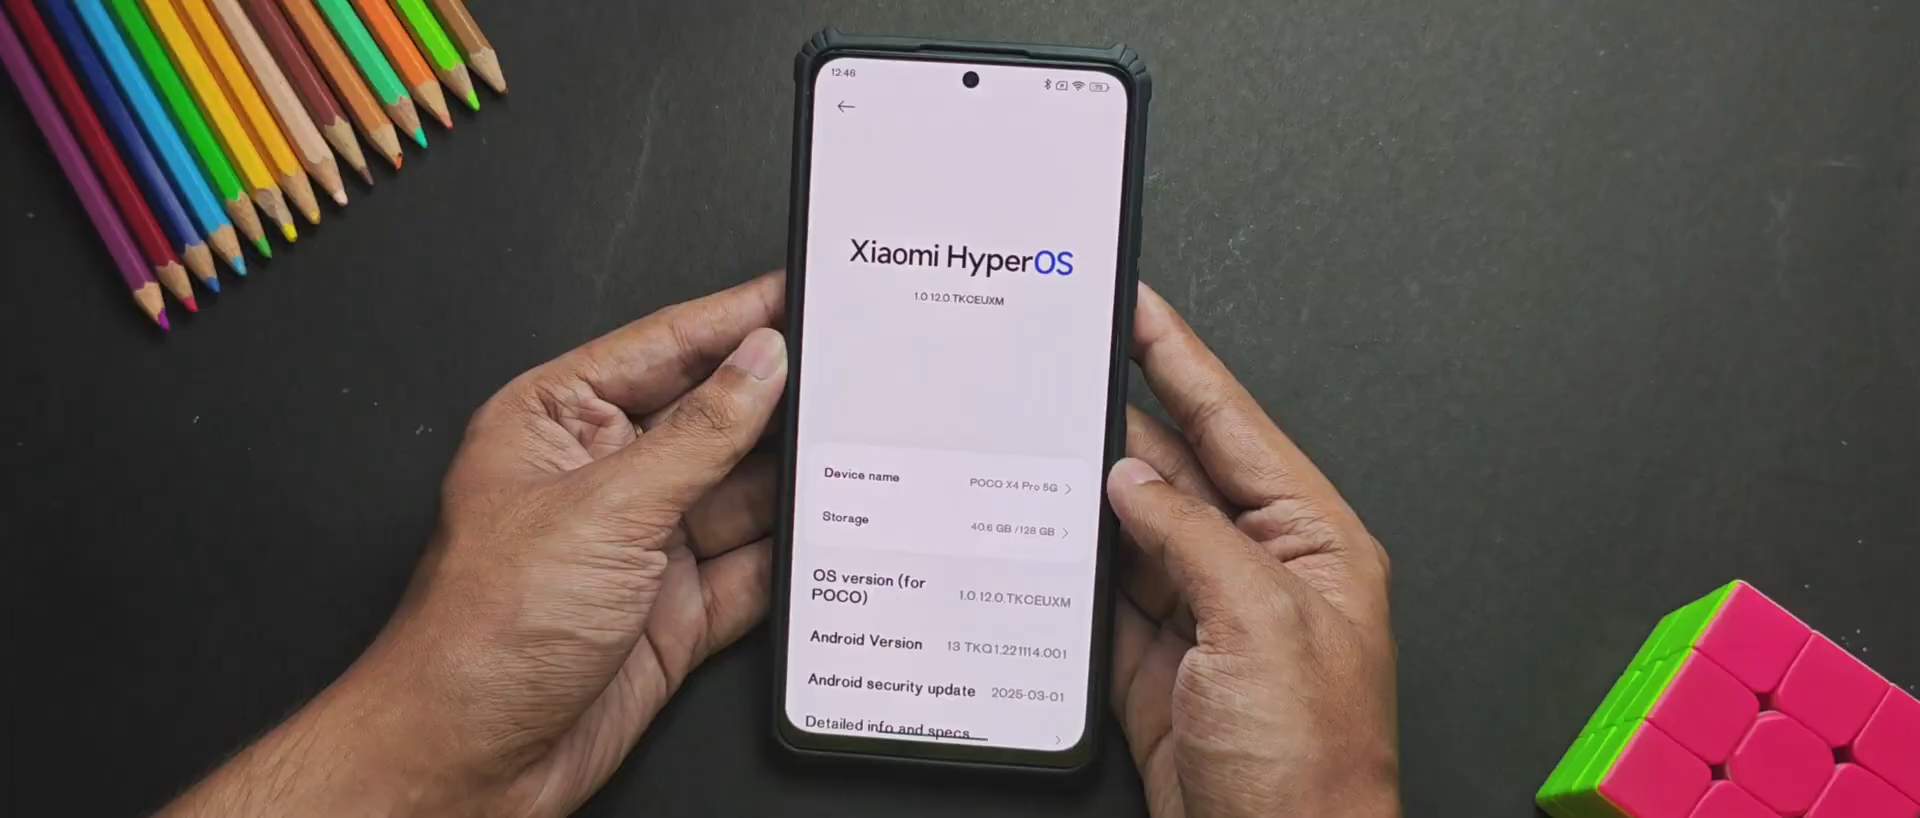 12:46
Xiaomi HyperOS
1.0.12.0.TKCEUXM
Device name
POCO X4 Pro 5G
Storage
40.6 GB /128 GB
OS version (for
POCO)
1.0.12.0.TKCEUXM
Android Version
13 TKQ1.221114.001
Android security update
2025-03-01
Detailed info and specs